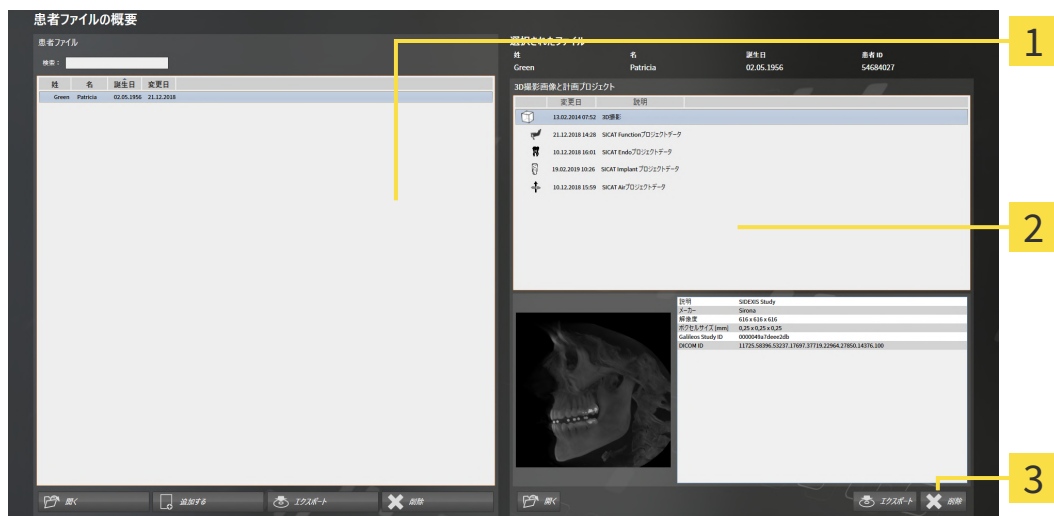 患者ファイルの概要
患者ファイル
検索：
姓 名 誕生日 変更日
Green Patricia 02.05.1956 21.12.2018
開く 追加する エクスポート 削除
選択されたファイル
姓 名 誕生日 患者 ID
Green Patricia 02.05.1956 54684027
3D撮影画像と計画プロジェクト
変更日 説明
13.02.2014 07:52 3D撮影
21.12.2018 14:28 SICAT Functionプロジェクトデータ
10.12.2018 16:01 SICAT Endoプロジェクトデータ
19.02.2019 10:26 SICAT Implant プロジェクトデータ
10.12.2018 15:59 SICAT Airプロジェクトデータ
説明 SIDEXIS Study
メーカー Sirona
解像度 616 x 616 x 616
ボクセルサイズ [mm] 0,25 x 0,25 x 0,25
Galileos Study ID 0000049a7deee2db
DICOM ID 11725.58396.53237.17697.37719.22964.27850.14376.100
開く エクスポート 削除
1
2
3